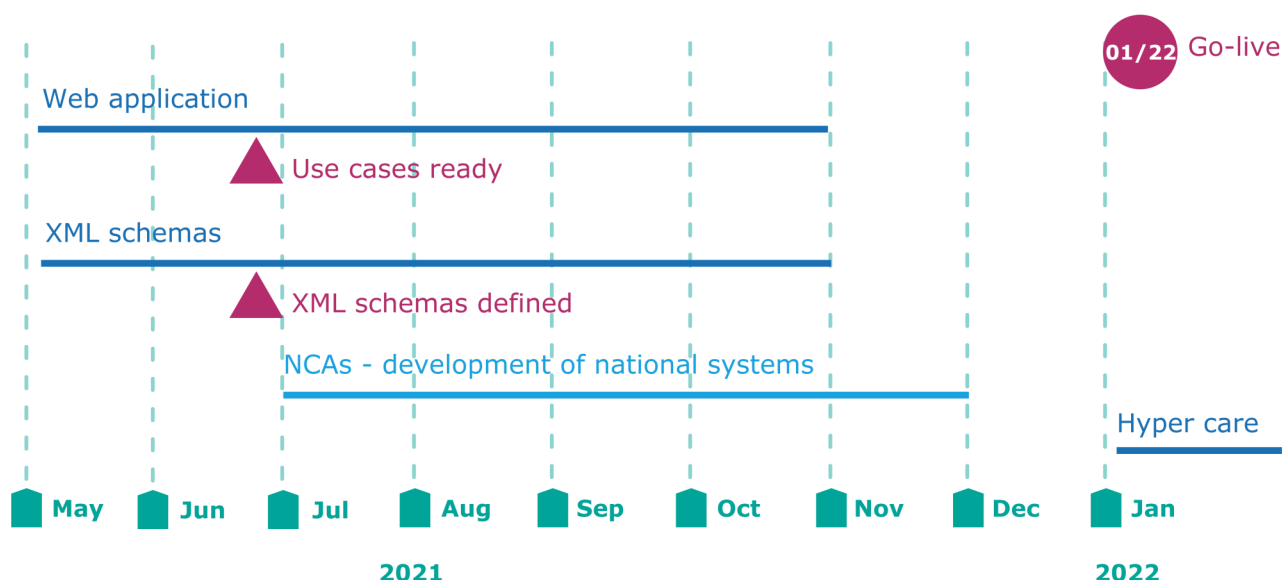 01/22 Go-live
Web application
Use cases ready
XML schemas
XML schemas defined
NCAs - development of national systems
Hyper care
May Jun Jul Aug Sep Oct Nov Dec Jan
2021 2022